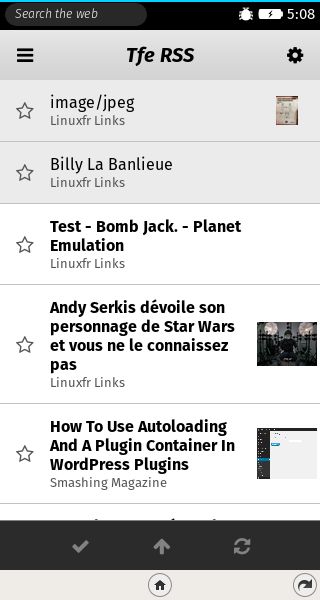 Search the web
5:08
Tfe RSS
image/jpeg
Linuxfr Links
Billy La Banlieue
Linuxfr Links
Test - Bomb Jack. - Planet
Emulation
Linuxfr Links
Andy Serkis dévoile son
personnage de Star Wars
et vous ne le connaissez
pas
Linuxfr Links
How To Use Autoloading
And A Plugin Container In
WordPress Plugins
Smashing Magazine